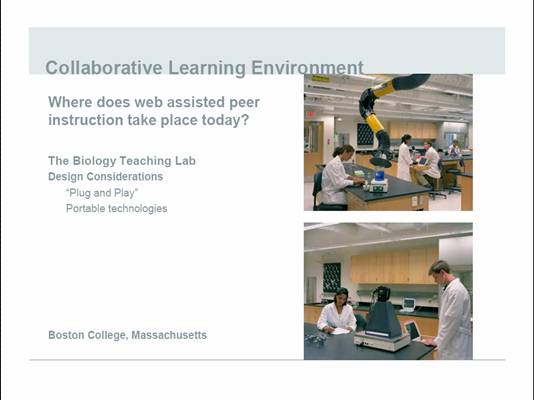 Collaborative Learning Environment
Where does web assisted peer
instruction take place today?
The Biology Teaching Lab
Design Considerations
“Plug and Play”
Portable technologies
Boston College, Massachusetts